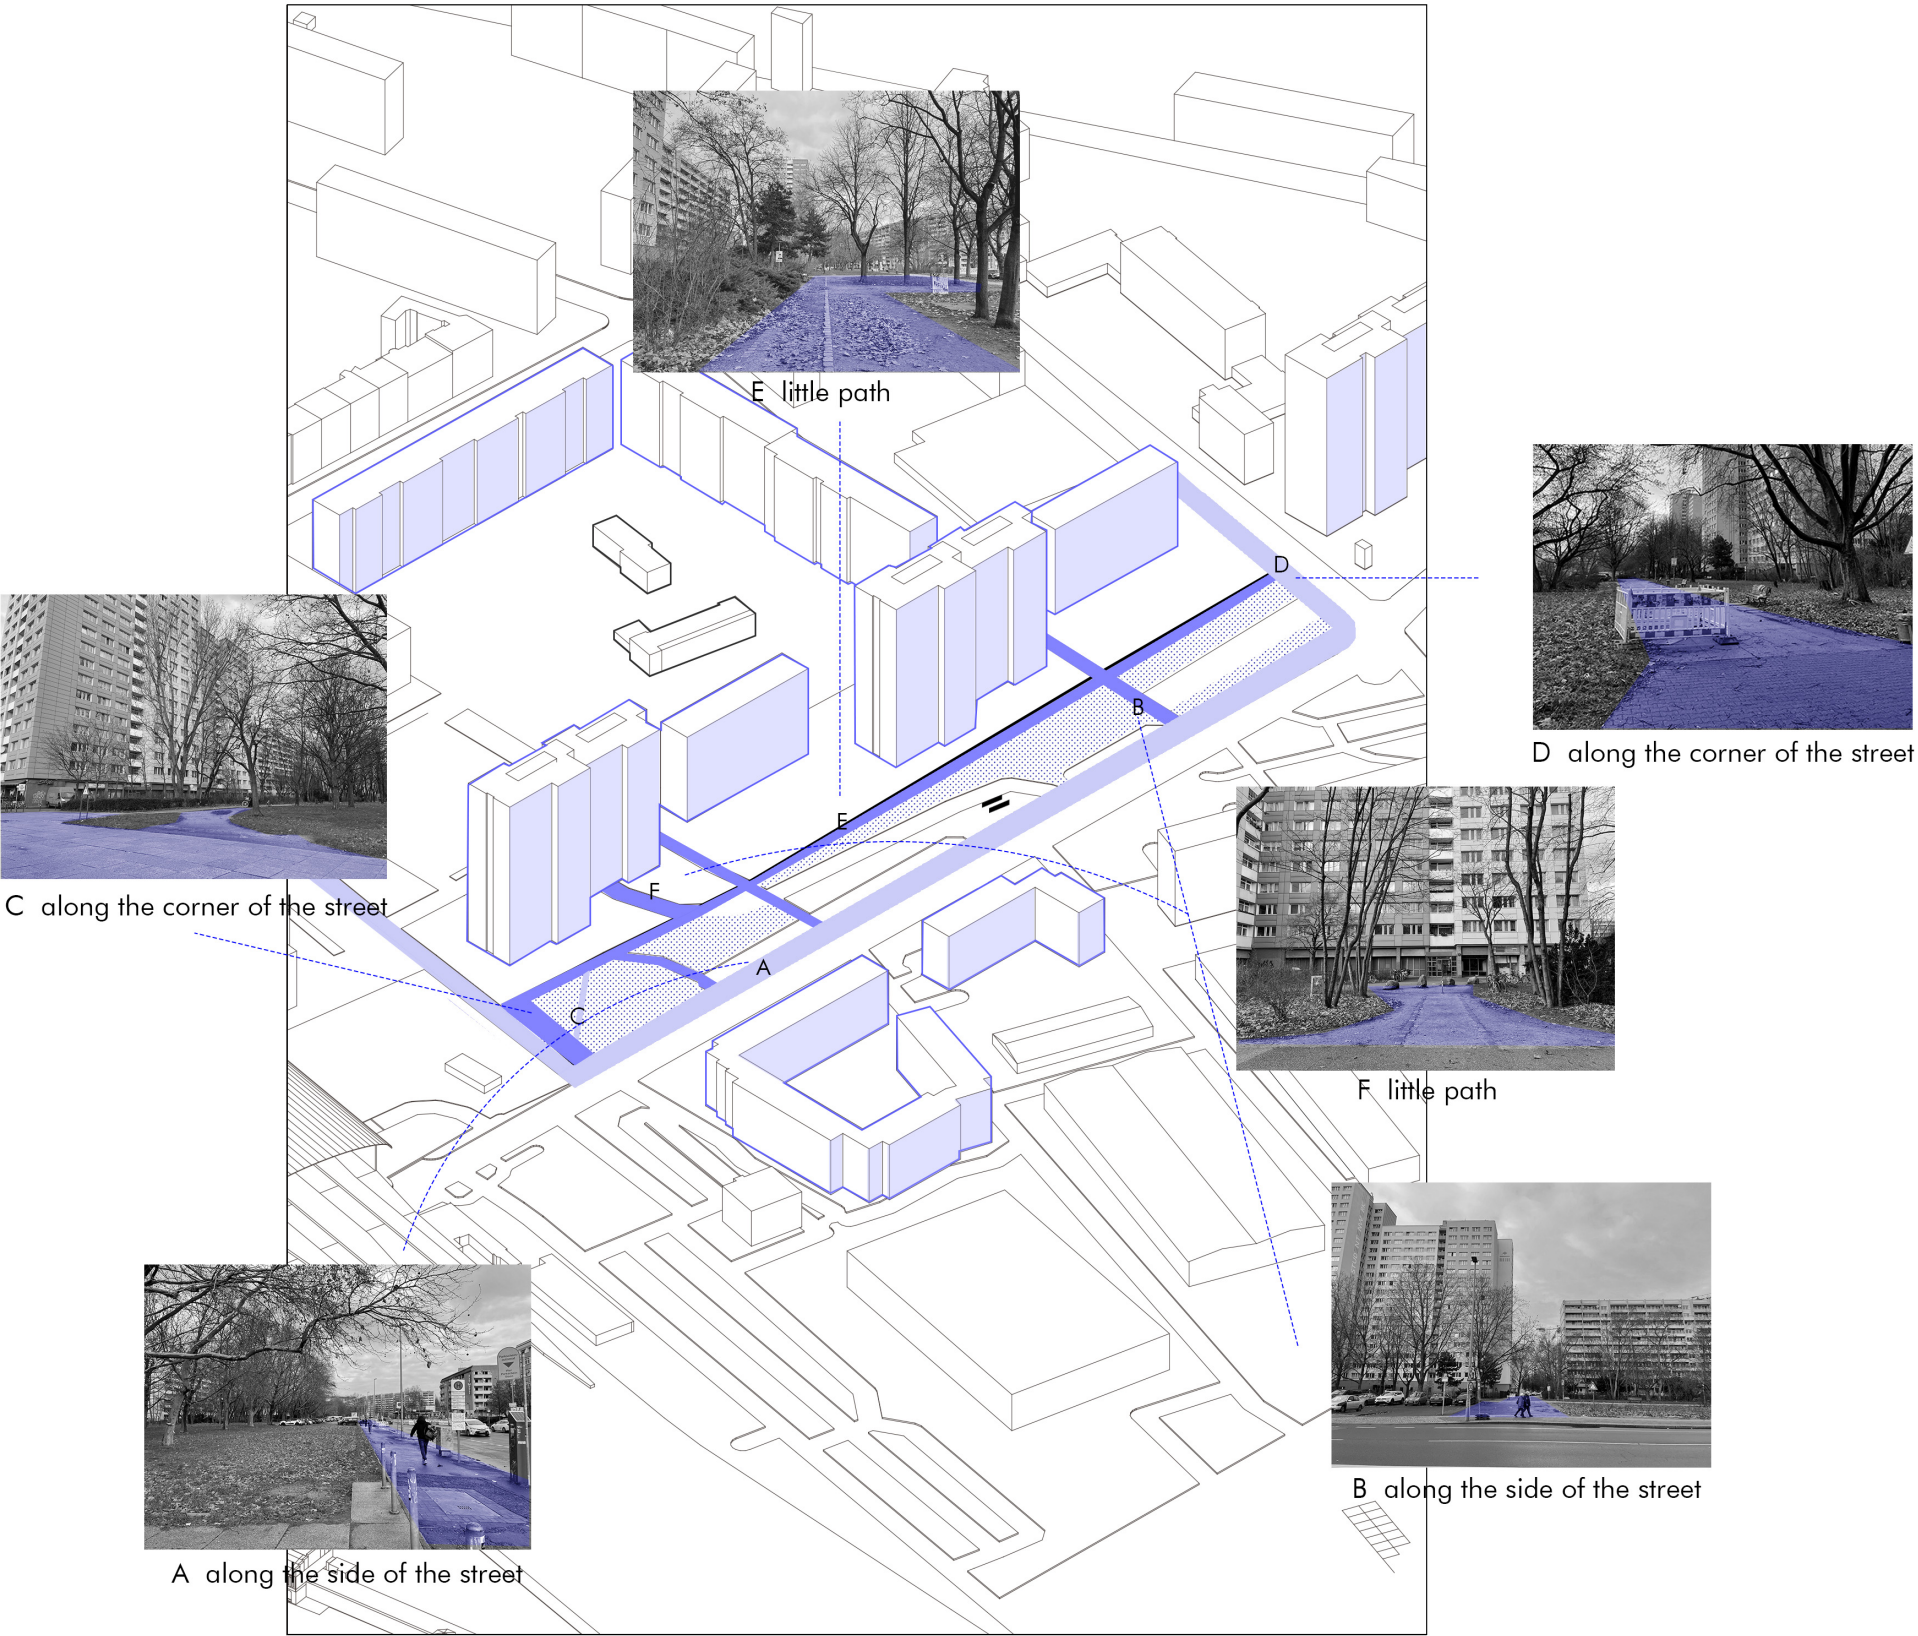 E little path
D
D along the corner of the street
B
E
F
C along the corner of the street
A
C
F little path
B along the side of the street
A along the side of the street